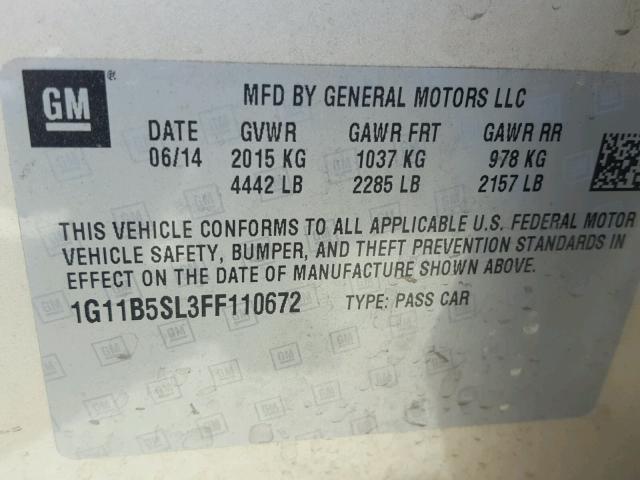 GM®
MFD BY GENERAL MOTORS LLC
DATE GVWR GAWR FRT GAWR RR
06/14 2015 KG 1037 KG 978 KG
4442 LB 2285 LB 2157 LB
THIS VEHICLE CONFORMS TO ALL APPLICABLE U.S. FEDERAL MOTOR
VEHICLE SAFETY, BUMPER, AND THEFT PREVENTION STANDARDS IN
EFFECT ON THE DATE OF MANUFACTURE SHOWN ABOVE.
1G11B5SL3FF110672 TYPE: PASS CAR